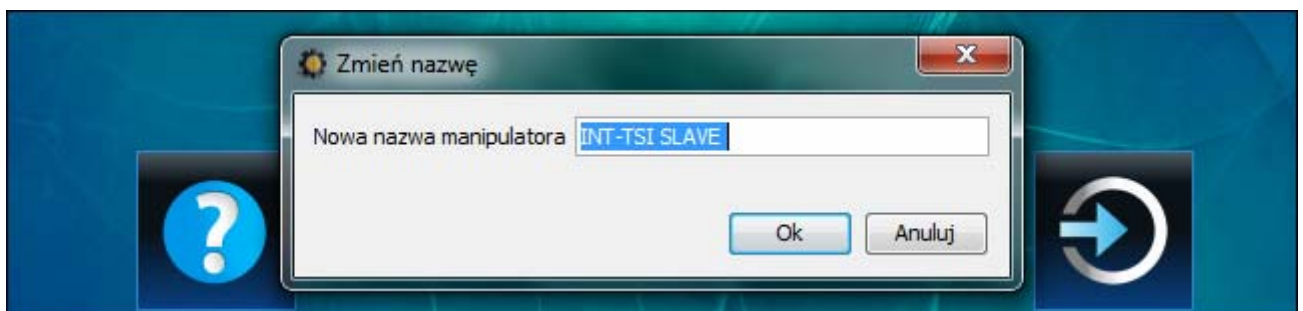 Zmień nazwę
Nowa nazwa manipulatora INT-TSI SLAVE
Ok Anuluj